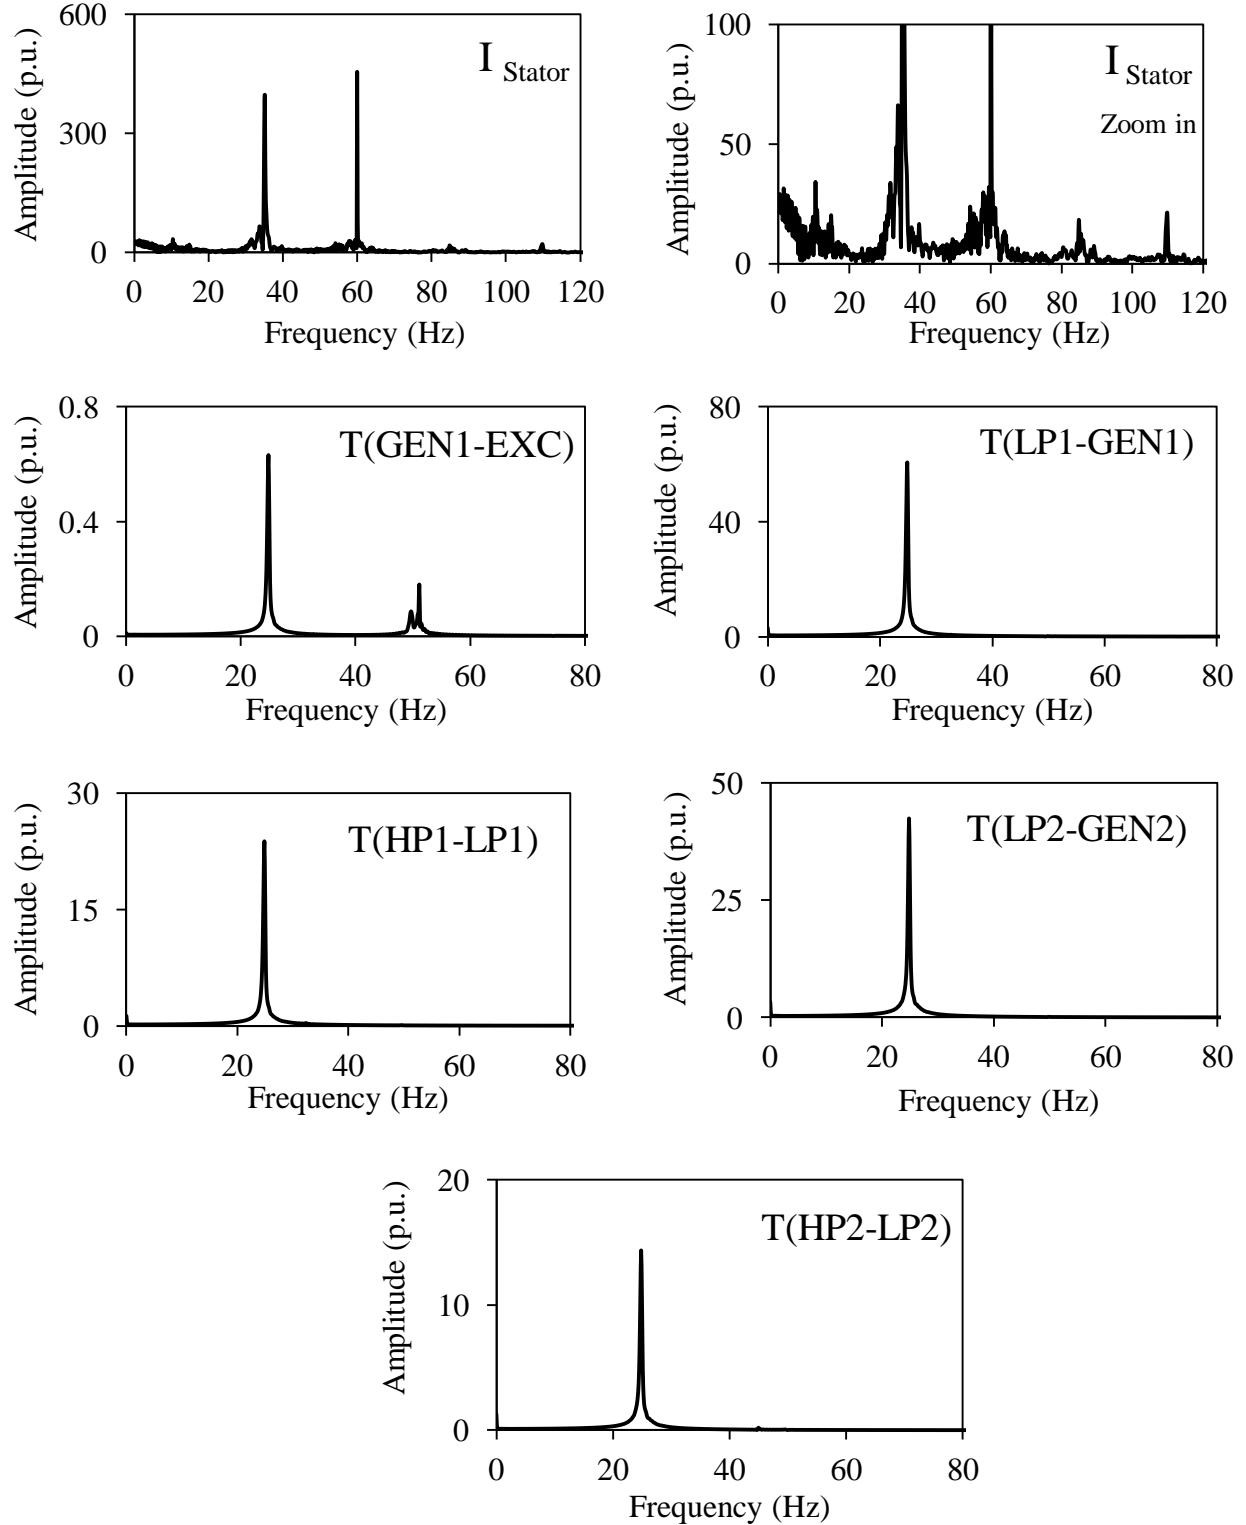 600
300
0
Amplitude (p.u.)
I Stator
0 20 40 60 80 100 120
Frequency (Hz)
100
50
0
Amplitude (p.u.)
I Stator
Zoom in
0 20 40 60 80 100 120
Frequency (Hz)
0.8
0.4
0
Amplitude (p.u.)
T(GEN1-EXC)
0 20 40 60 80
Frequency (Hz)
80
40
0
Amplitude (p.u.)
T(LP1-GEN1)
0 20 40 60 80
Frequency (Hz)
30
15
0
Amplitude (p.u.)
T(HP1-LP1)
0 20 40 60 80
Frequency (Hz)
50
25
0
Amplitude (p.u.)
T(LP2-GEN2)
0 20 40 60 80
Frequency (Hz)
20
10
0
Amplitude (p.u.)
T(HP2-LP2)
0 20 40 60 80
Frequency (Hz)